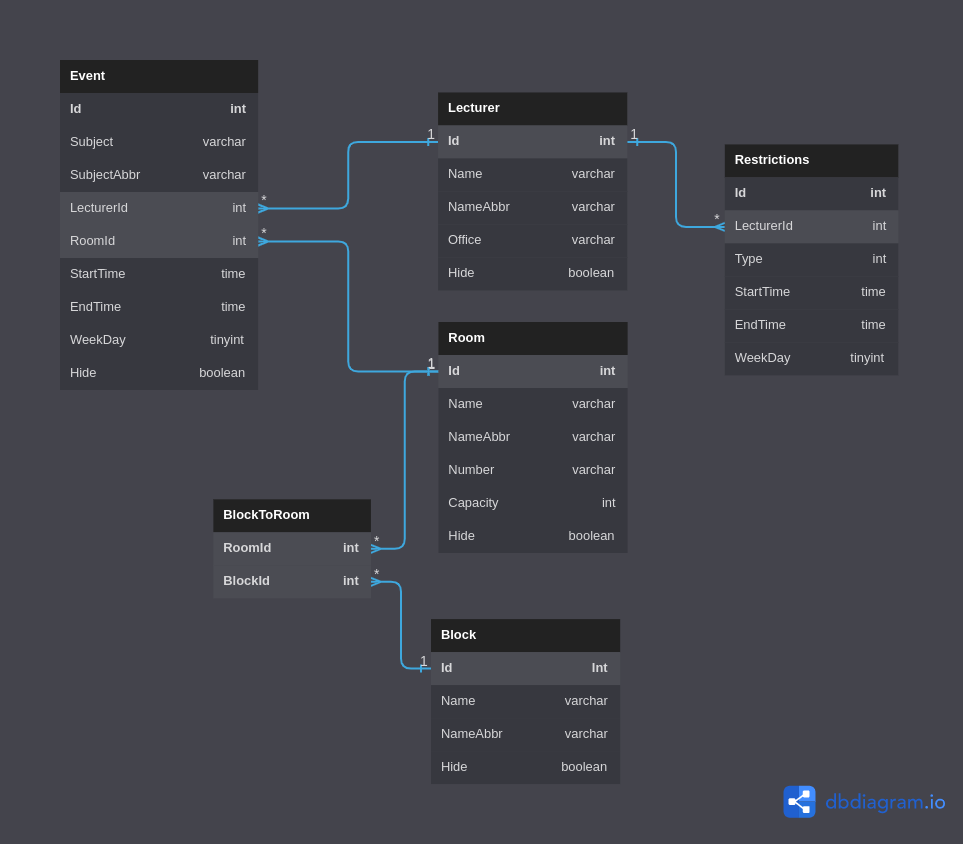 Event
Id int
Subject varchar
SubjectAbbr varchar
LecturerId int *
RoomId int *
StartTime time
EndTime time
WeekDay tinyint
Hide boolean
Lecturer
1 Id int 1
Name varchar
NameAbbr varchar
Office varchar
Hide boolean
Restrictions
Id int
* LecturerId int
Type int
StartTime time
EndTime time
WeekDay tinyint
Room
1 Id int
Name varchar
NameAbbr varchar
Number varchar
Capacity int
Hide boolean
BlockToRoom
RoomId int *
BlockId int *
Block
1 Id Int
Name varchar
NameAbbr varchar
Hide boolean
dbdiagram.io